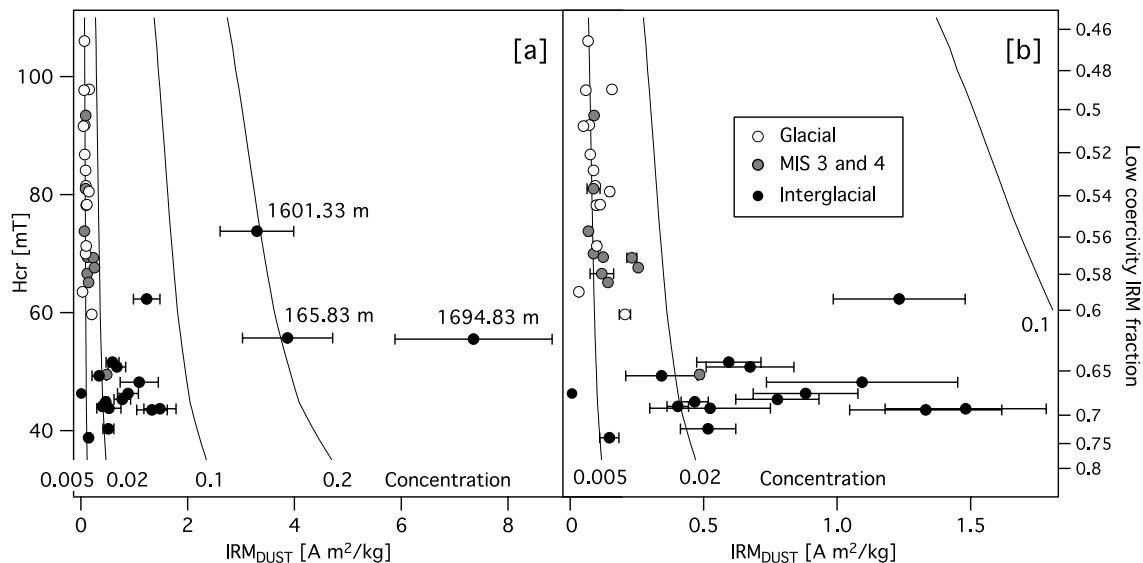 [a]
[b]
100
80
60
40
Hcr [mT]
1601.33 m
165.83 m
1694.83 m
0.005
0.02
0.1
0.2
Concentration
0
2
4
6
8
IRMDUST [A m²/kg]
Glacial
MIS 3 and 4
Interglacial
0.1
0.005
0.02
Concentration
0
0.5
1.0
1.5
IRMDUST [A m²/kg]
0.46
0.48
0.5
0.52
0.54
0.56
0.58
0.6
0.65
0.7
0.75
0.8
Low coercivity IRM fraction